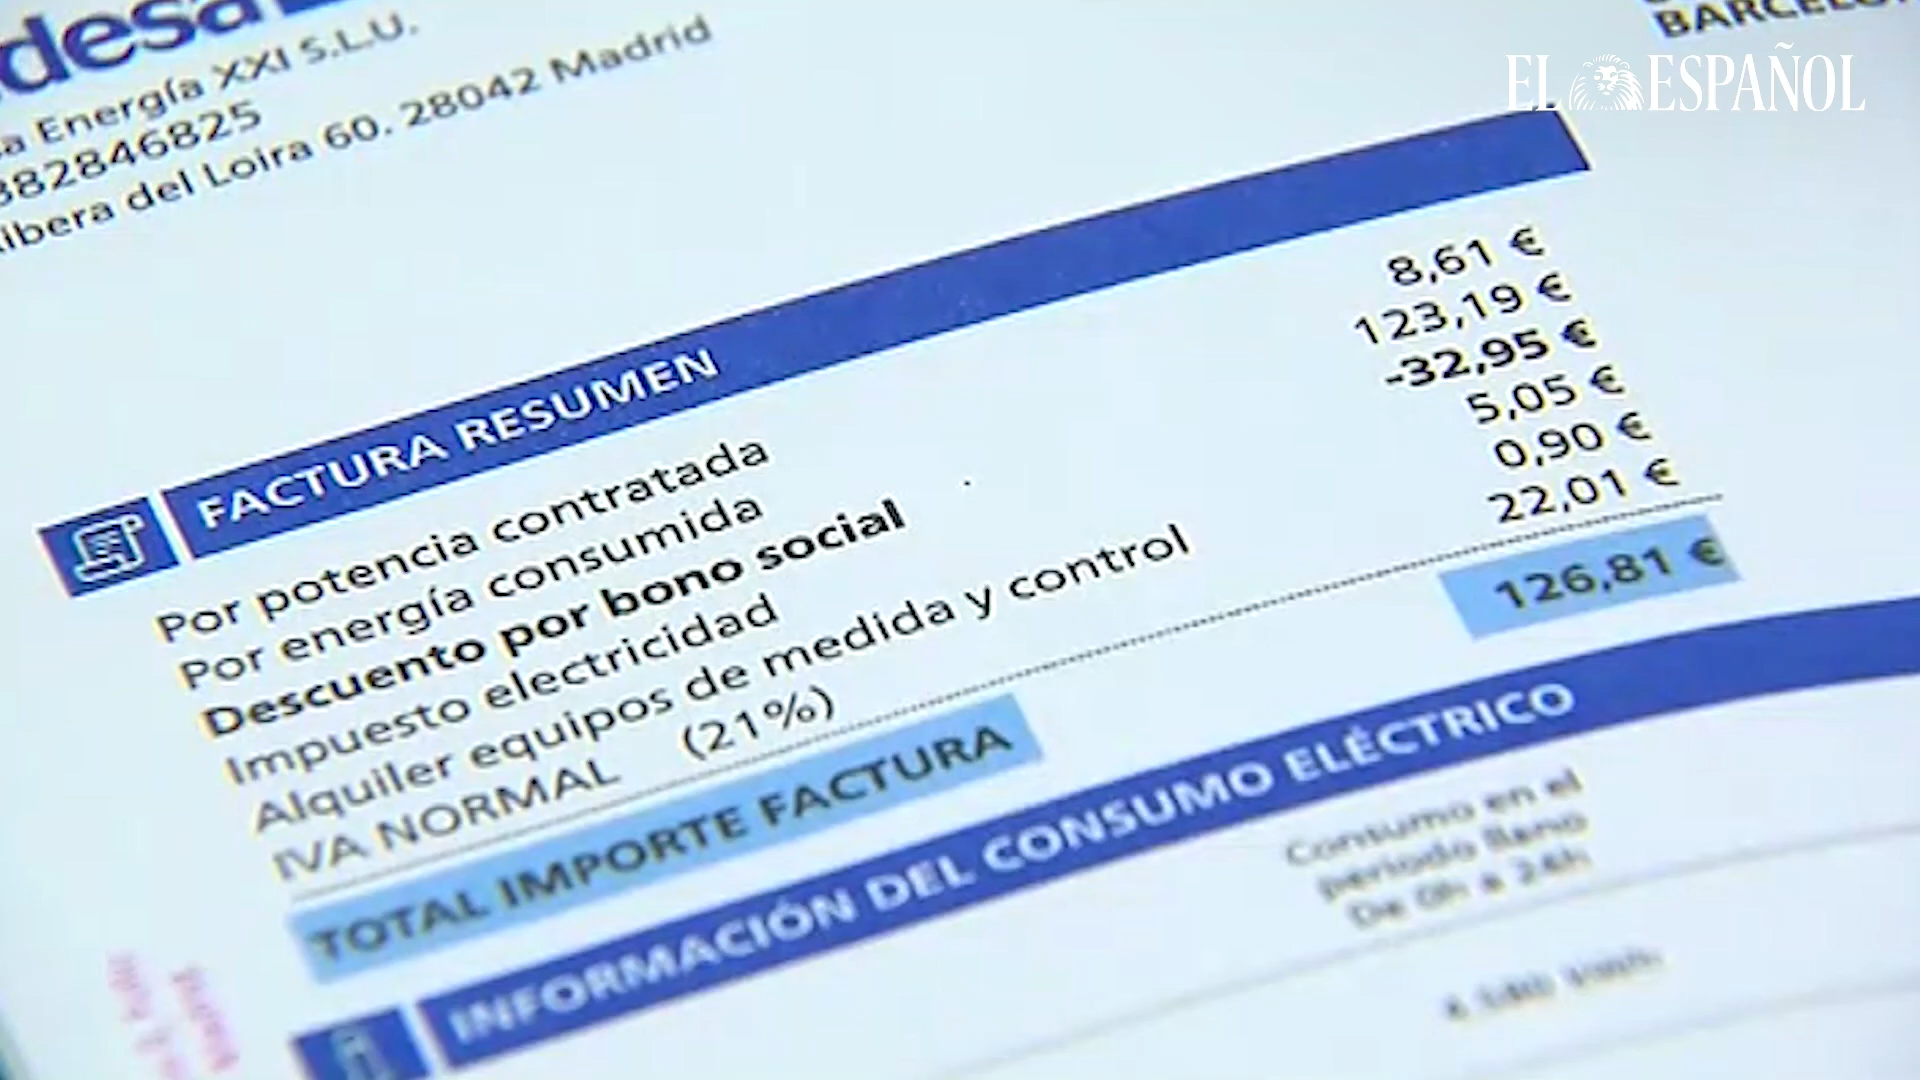 desa
a Energía XXI S.L.U.
382846825
ibera del Loira 60. 28042 Madrid
BARCELO
EL ESPAÑOL
FACTURA RESUMEN
Por potencia contratada 8,61 €
Por energía consumida 123,19 €
Descuento por bono social -32,95 €
Impuesto electricidad 5,05 €
Alquiler equipos de medida y control 0,90 €
IVA NORMAL (21%) 22,01 €
TOTAL IMPORTE FACTURA 126,81 €
INFORMACIÓN DEL CONSUMO ELÉCTRICO
Consumo en el
periodo llano
De 0h a 24h